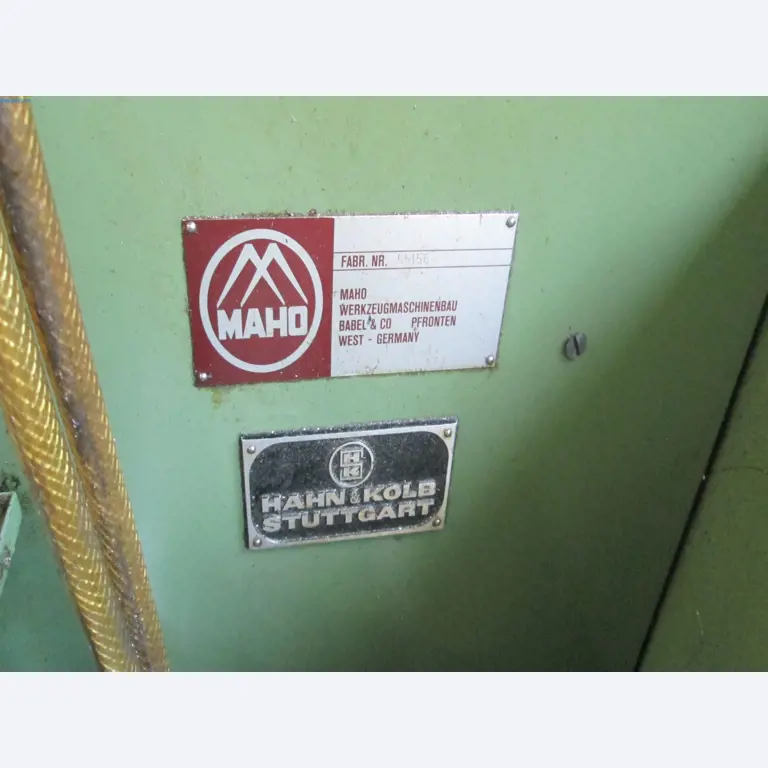 MAHO
FABR. NR.
MAHO
WERKZEUGMASCHINENBAU
BABEL & CO PFRONTEN
WEST - GERMANY
H
K
HAHN & KOLB
STUTTGART